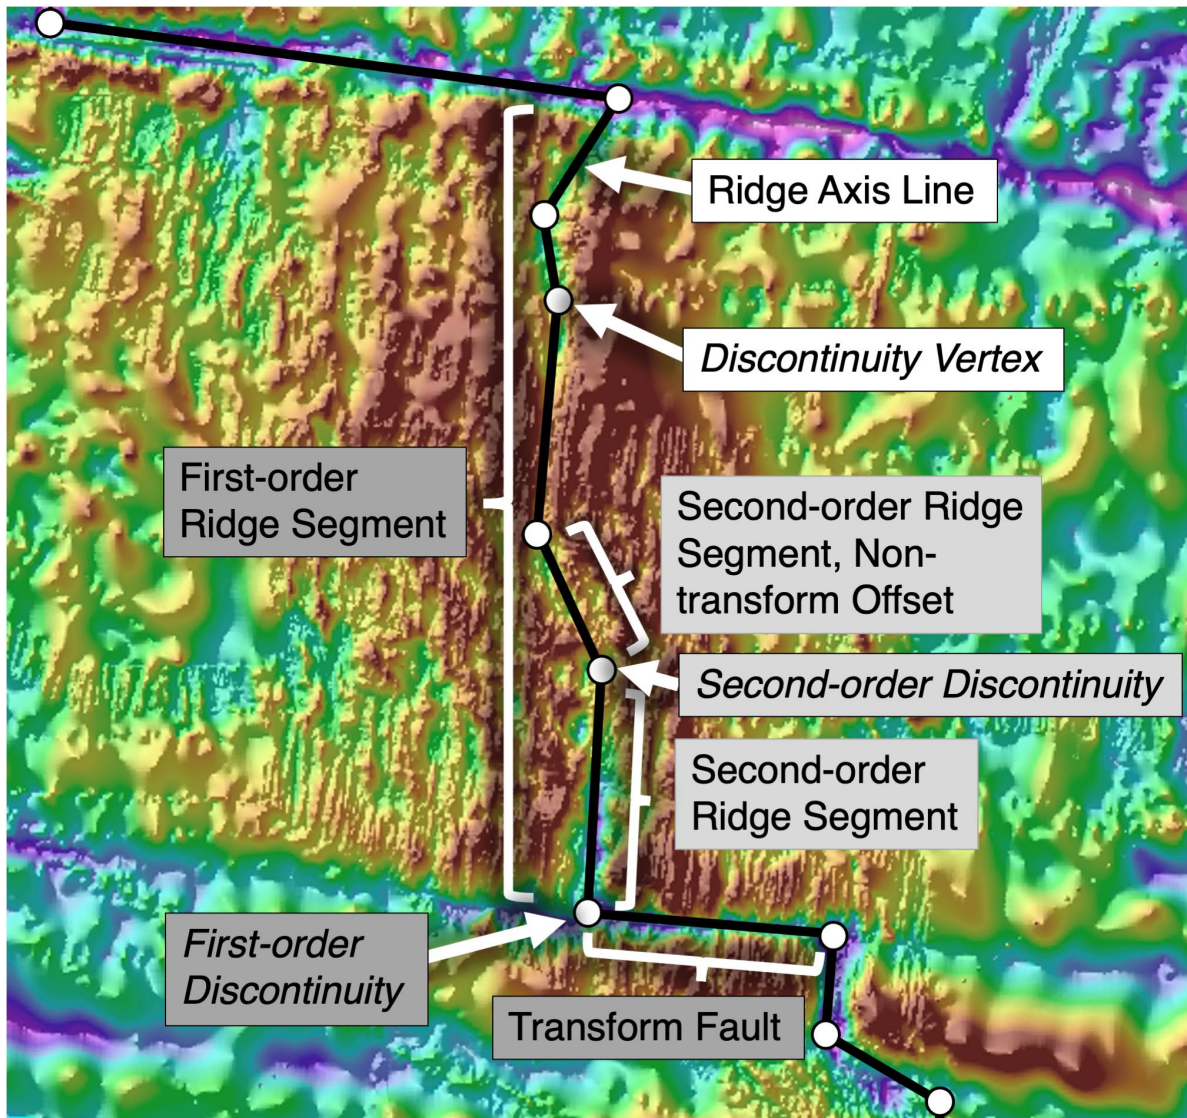 Ridge Axis Line
Discontinuity Vertex
First-order
Ridge Segment
Second-order Ridge
Segment, Non-
transform Offset
Second-order Discontinuity
Second-order
Ridge Segment
First-order
Discontinuity
Transform Fault